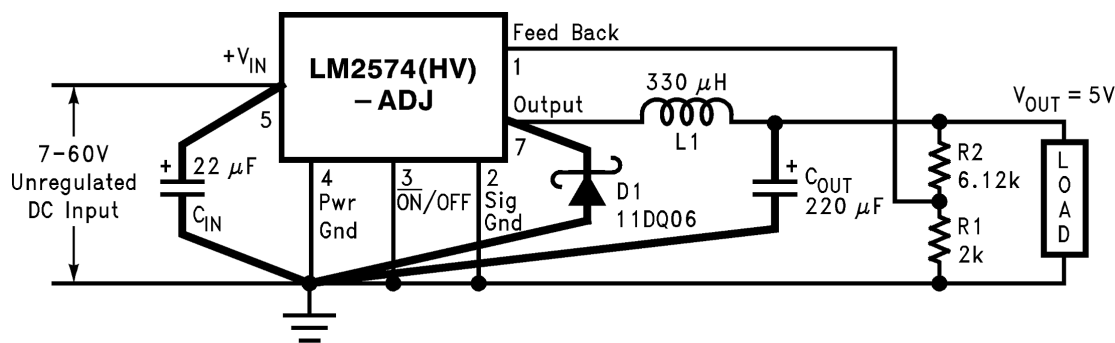 Feed Back
+VIN
LM2574(HV)
–ADJ
1
330 μH
Output
VOUT = 5V
5
7
L1
7–60V
Unregulated
DC Input
+
22 μF
CIN
4
Pwr
Gnd
3
ON/OFF
2
Sig
Gnd
D1
11DQ06
+
COUT
220 μF
R2
6.12k
R1
2k
LOAD